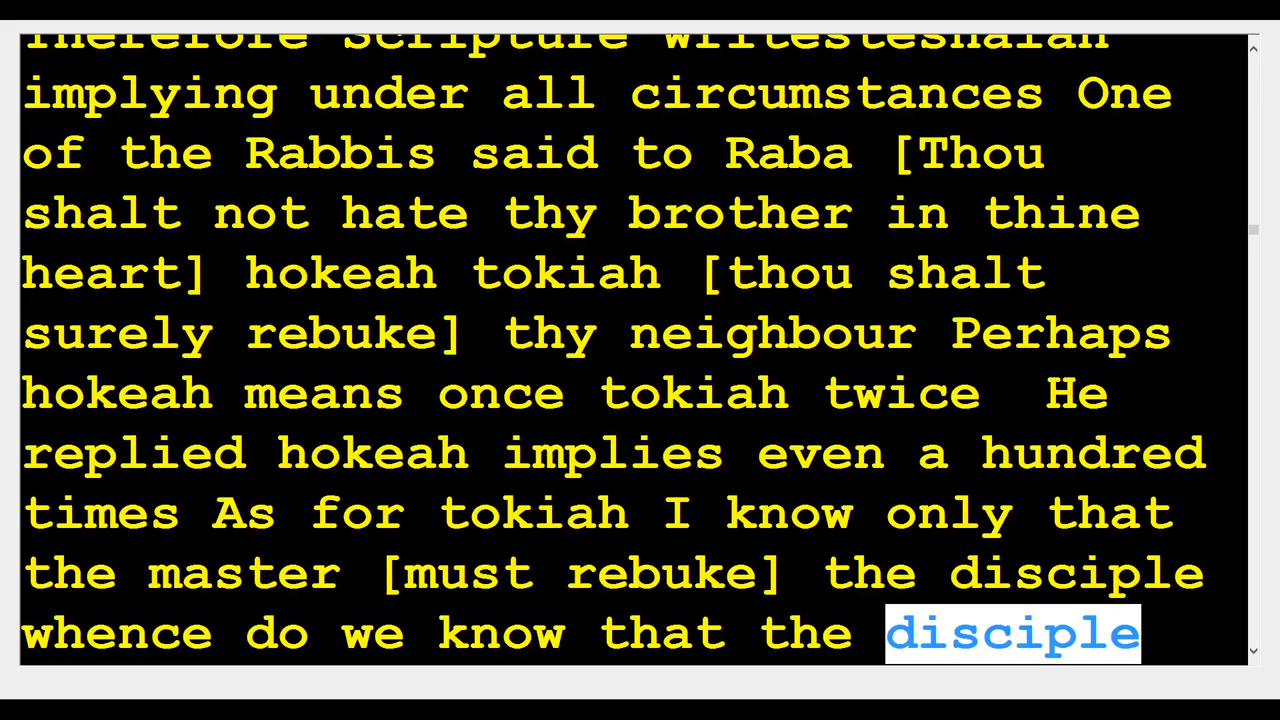 Therefore Scripture writesteshalah
implying under all circumstances One
of the Rabbis said to Raba [Thou
shalt not hate thy brother in thine
heart] hokeah tokiah [thou shalt
surely rebuke] thy neighbour Perhaps
hokeah means once tokiah twice  He
replied hokeah implies even a hundred
times As for tokiah I know only that
the master [must rebuke] the disciple
whence do we know that the disciple